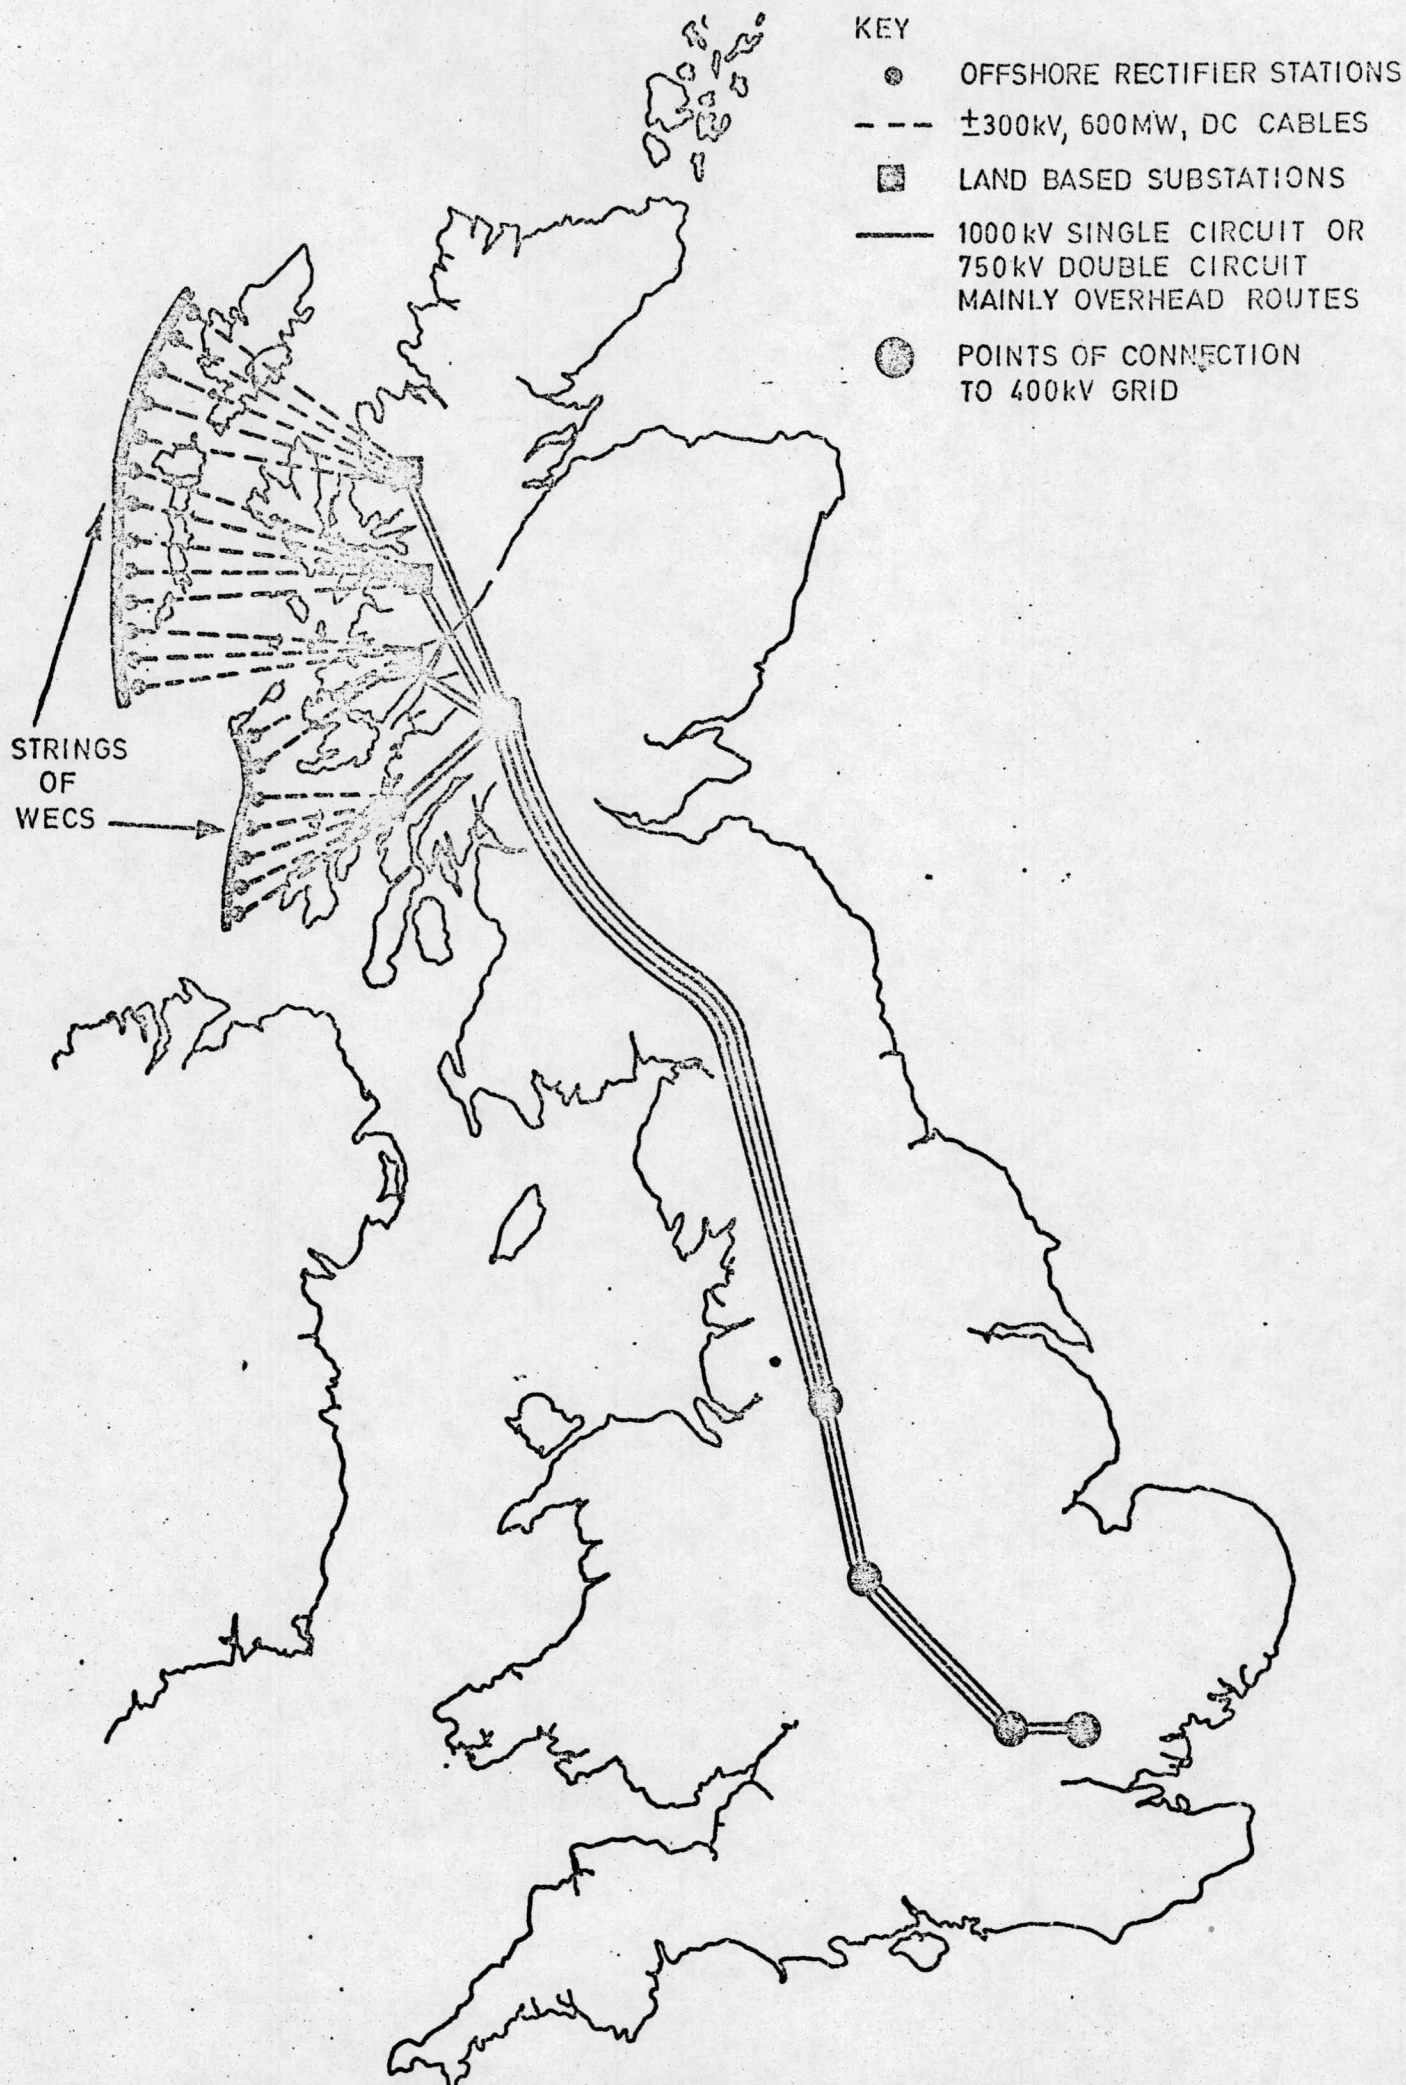 KEY
OFFSHORE RECTIFIER STATIONS
±300kV, 600MW, DC CABLES
LAND BASED SUBSTATIONS
1000kV SINGLE CIRCUIT OR
750kV DOUBLE CIRCUIT
MAINLY OVERHEAD ROUTES
POINTS OF CONNECTION
TO 400kV GRID
STRINGS
OF
WECS